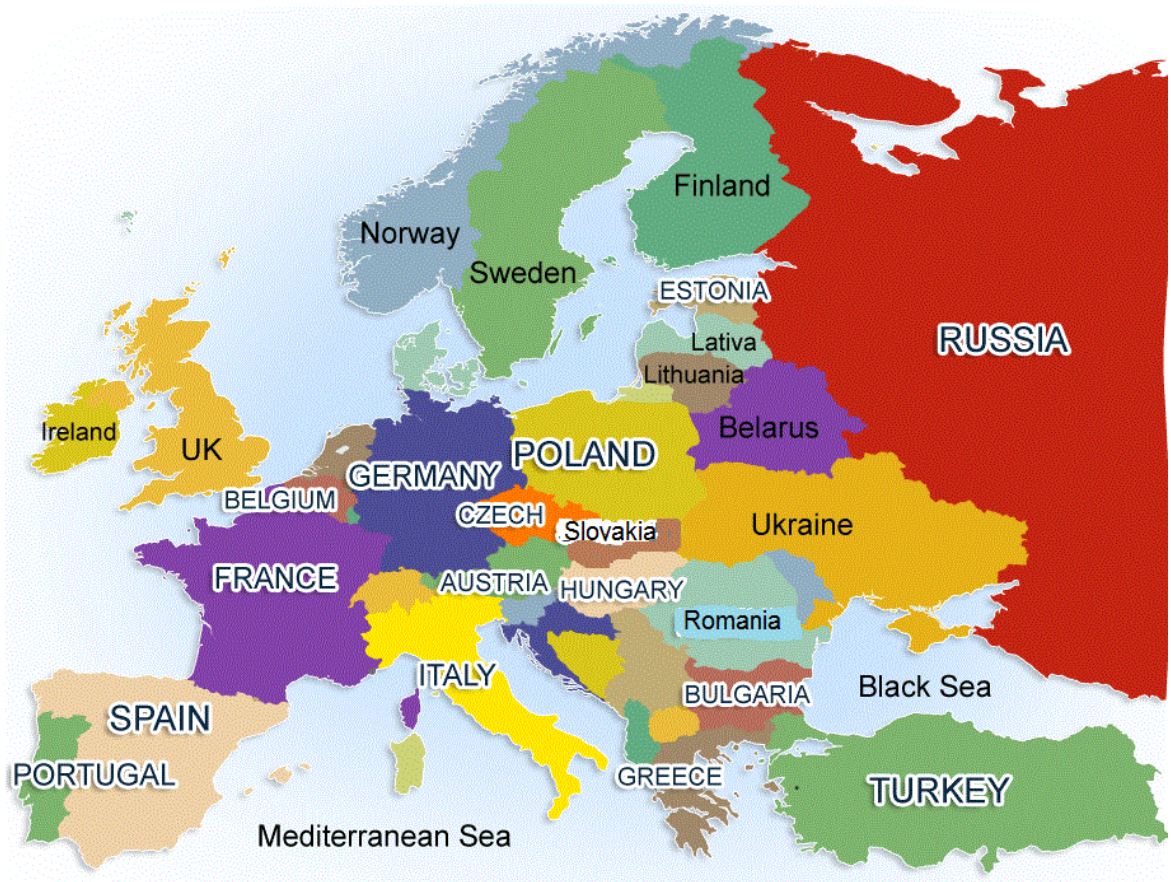 Finland
Norway
Sweden
ESTONIA
RUSSIA
Lativa
Lithuania
Belarus
Ireland
UK
POLAND
GERMANY
BELGIUM
CZECH
Slovakia
Ukraine
FRANCE
AUSTRIA
HUNGARY
Romania
ITALY
BULGARIA
Black Sea
SPAIN
PORTUGAL
GREECE
TURKEY
Mediterranean Sea